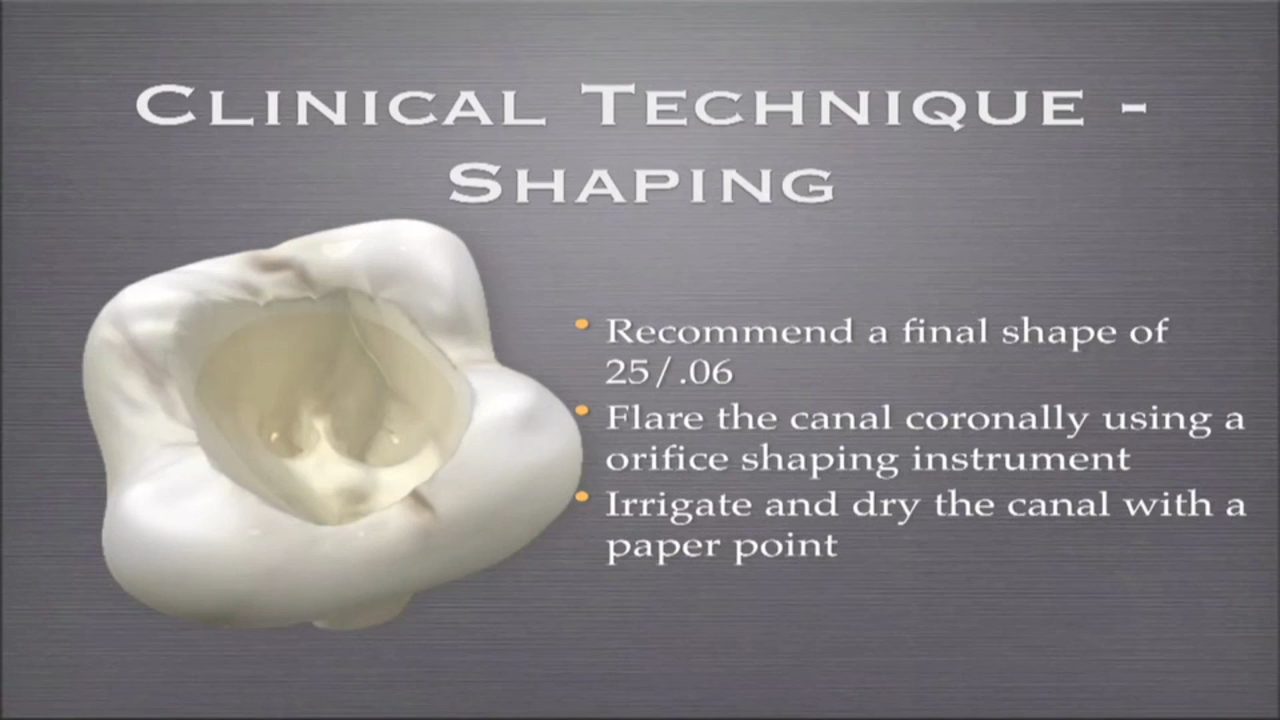 Clinical Technique -
Shaping
• Recommend a final shape of
25/.06
• Flare the canal coronally using a
orifice shaping instrument
• Irrigate and dry the canal with a
paper point